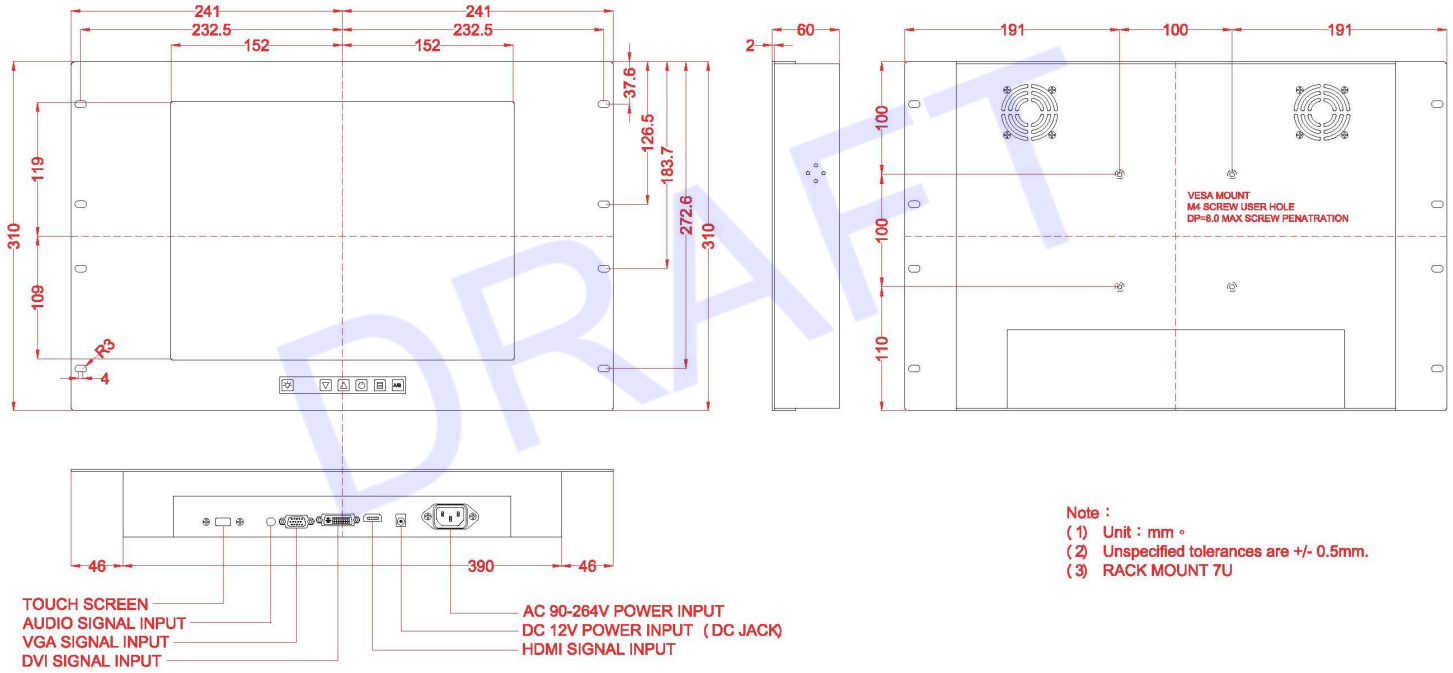 241 241
232.5 232.5
152 152
310
119
109
R3
4
37.6
126.5
183.7
272.6
310
60
2
191 100 191
100
100
110
VESA MOUNT
M4 SCREW USER HOLE
DP=6.0 MAX SCREW PENATRATION
A/B
DRAFT
46 390 46
TOUCH SCREEN
AUDIO SIGNAL INPUT
VGA SIGNAL INPUT
DVI SIGNAL INPUT
AC 90-264V POWER INPUT
DC 12V POWER INPUT ( DC JACK)
HDMI SIGNAL INPUT
Note :
( 1) Unit : mm 。
( 2) Unspecified tolerances are +/- 0.5mm.
( 3) RACK MOUNT 7U